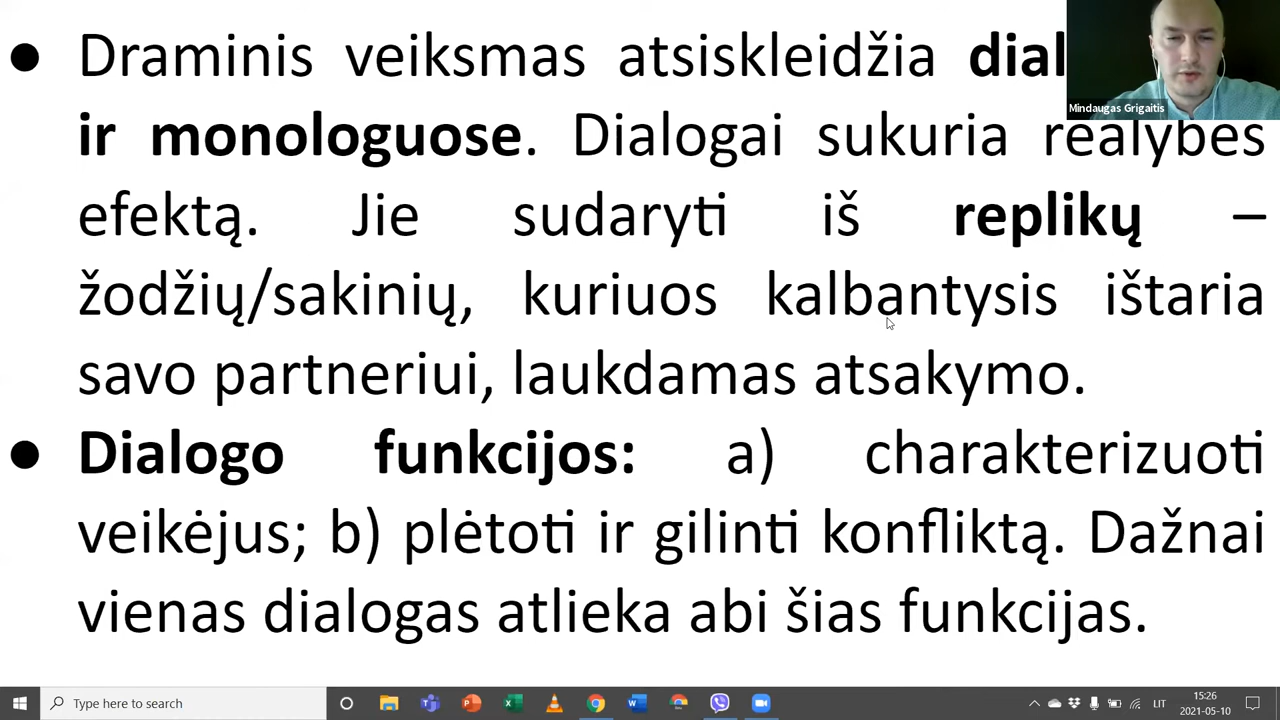 Draminis veiksmas atsiskleidžia
ir monologuose. Dialogai sukuria realybės
efektą. Jie sudaryti iš replikų –
žodžių/sakinių, kuriuos kalbantysis ištaria
savo partneriui, laukdamas atsakymo.
Dialogo funkcijos: a) charakterizuoti
veikėjus; b) plėtoti ir gilinti konfliktą. Dažnai
vienas dialogas atlieka abi šias funkcijas.
Mindaugas Grigaitis
Type here to search
LIT
15:26
2021-05-10